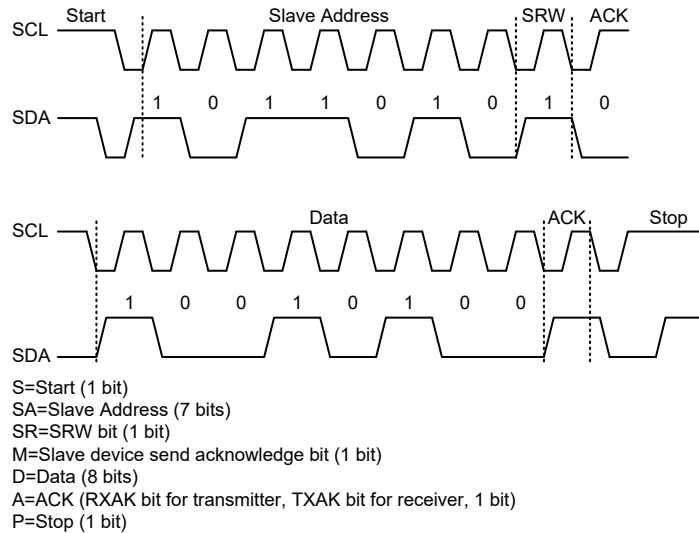 Start Slave Address SRW ACK
SCL
1 0 1 1 0 1 0 1 0
SDA
Data ACK Stop
SCL
1 0 0 1 0 1 0 0
SDA
S=Start (1 bit)
SA=Slave Address (7 bits)
SR=SRW bit (1 bit)
M=Slave device send acknowledge bit (1 bit)
D=Data (8 bits)
A=ACK (RXAK bit for transmitter, TXAK bit for receiver, 1 bit)
P=Stop (1 bit)